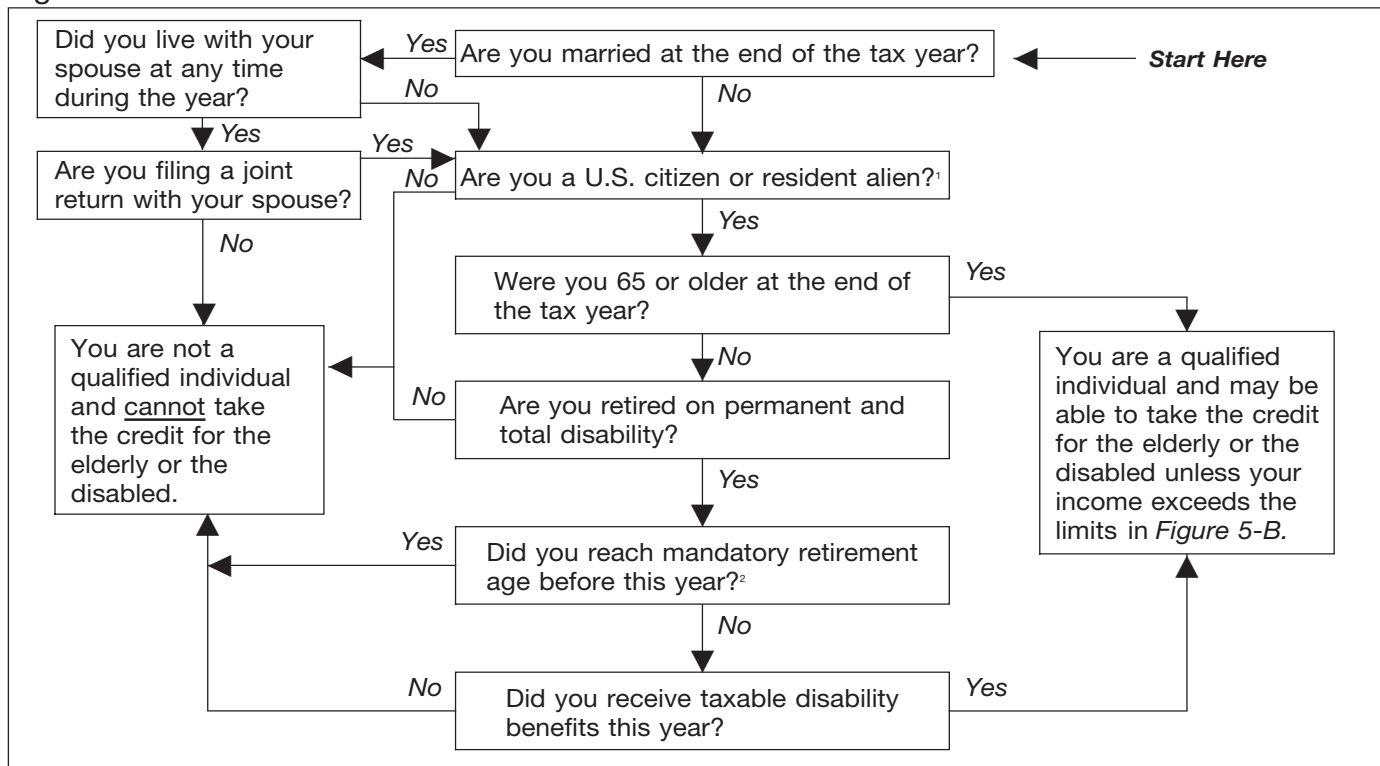 Did you live with your
spouse at any time
during the year?
Yes
Are you married at the end of the tax year?
Start Here
No
No
Yes
Yes
Are you filing a joint
return with your spouse?
No
Are you a U.S. citizen or resident alien?¹
No
Yes
Were you 65 or older at the end of
the tax year?
Yes
No
You are not a
qualified individual
and cannot take
the credit for the
elderly or the
disabled.
No
Are you retired on permanent and
total disability?
You are a qualified
individual and may be
able to take the credit
for the elderly or the
disabled unless your
income exceeds the
limits in Figure 5-B.
Yes
Yes
Did you reach mandatory retirement
age before this year?²
No
No
Did you receive taxable disability
benefits this year?
Yes